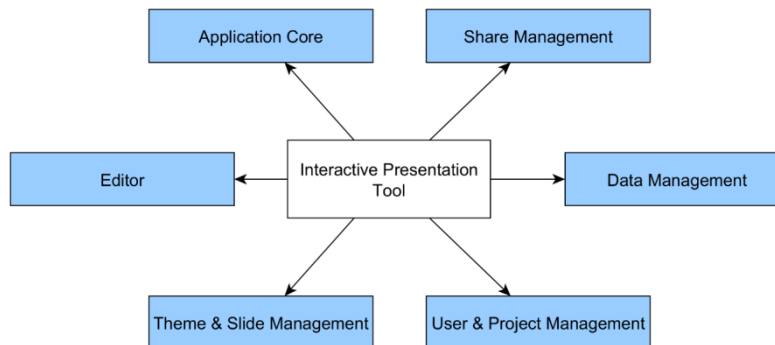 Application Core
Share Management
Editor
Interactive Presentation
Tool
Data Management
Theme & Slide Management
User & Project Management